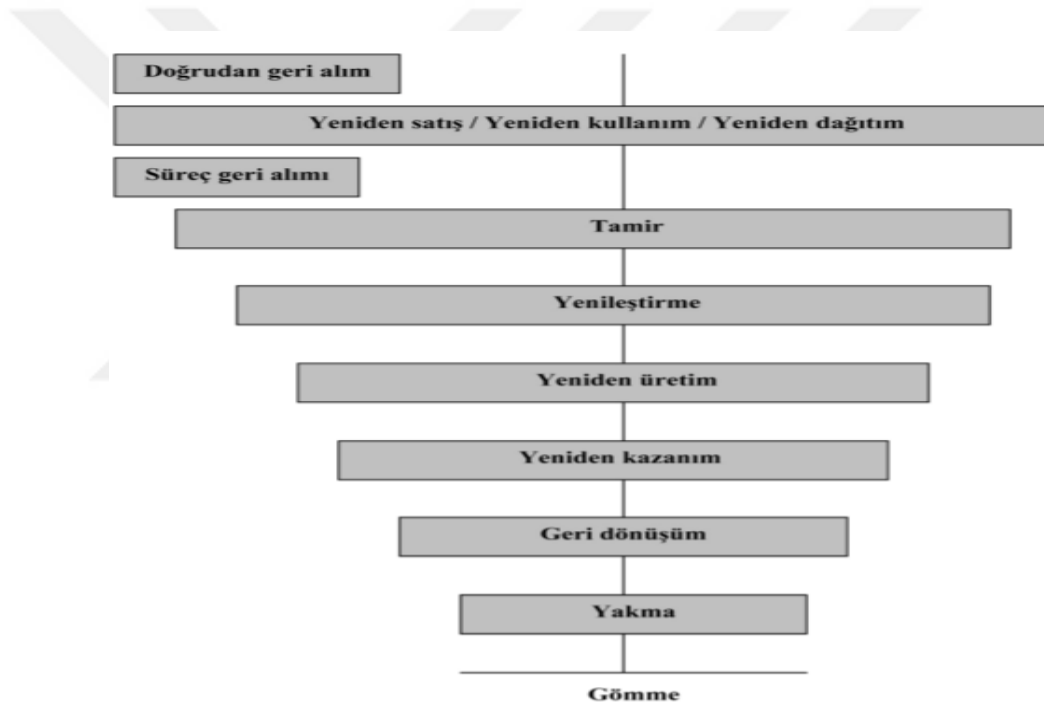 Doğrudan geri alım
Yeniden satış / Yeniden kullanım / Yeniden dağıtım
Süreç geri alımı
Tamir
Yenileştirme
Yeniden üretim
Yeniden kazanım
Geri dönüşüm
Yakma
Gömme